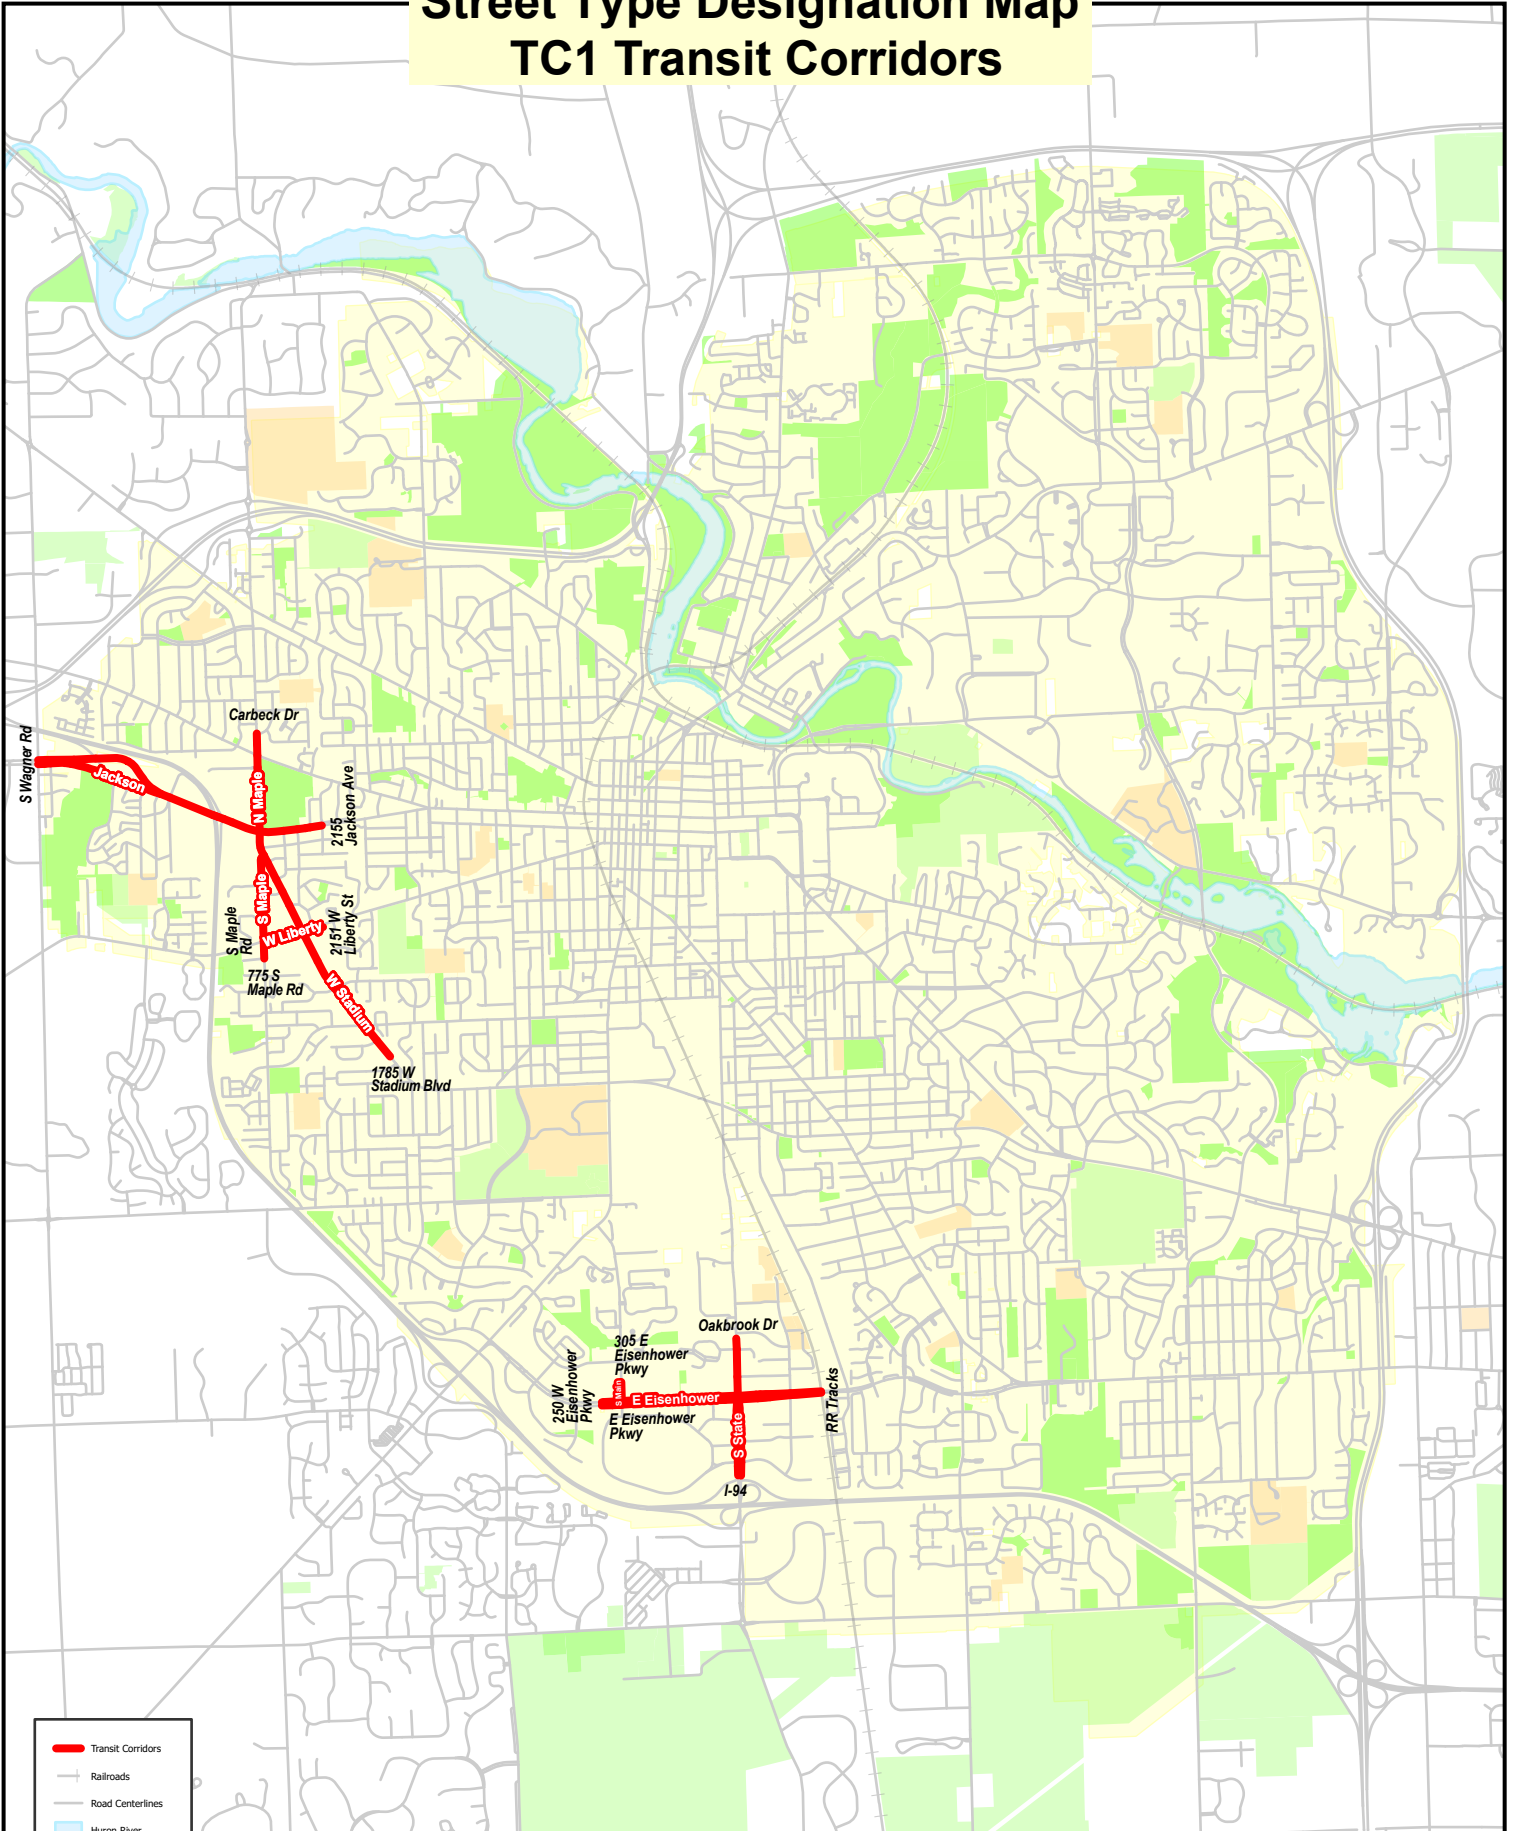 Street Type Designation Map
TC1 Transit Corridors
Carbeck Dr
S Wagner Rd
Jackson
N Maple
2155
Jackson Ave
S Maple
S Maple
Rd
W Liberty
2151 W
Liberty St
775 S
Maple Rd
W Stadium
1785 W
Stadium Blvd
Oakbrook Dr
305 E
Eisenhower
Pkwy
250 W
Eisenhower
Pkwy
S Main
E Eisenhower
E Eisenhower
Pkwy
S State
RR Tracks
I-94
Transit Corridors
Railroads
Road Centerlines
Huron River